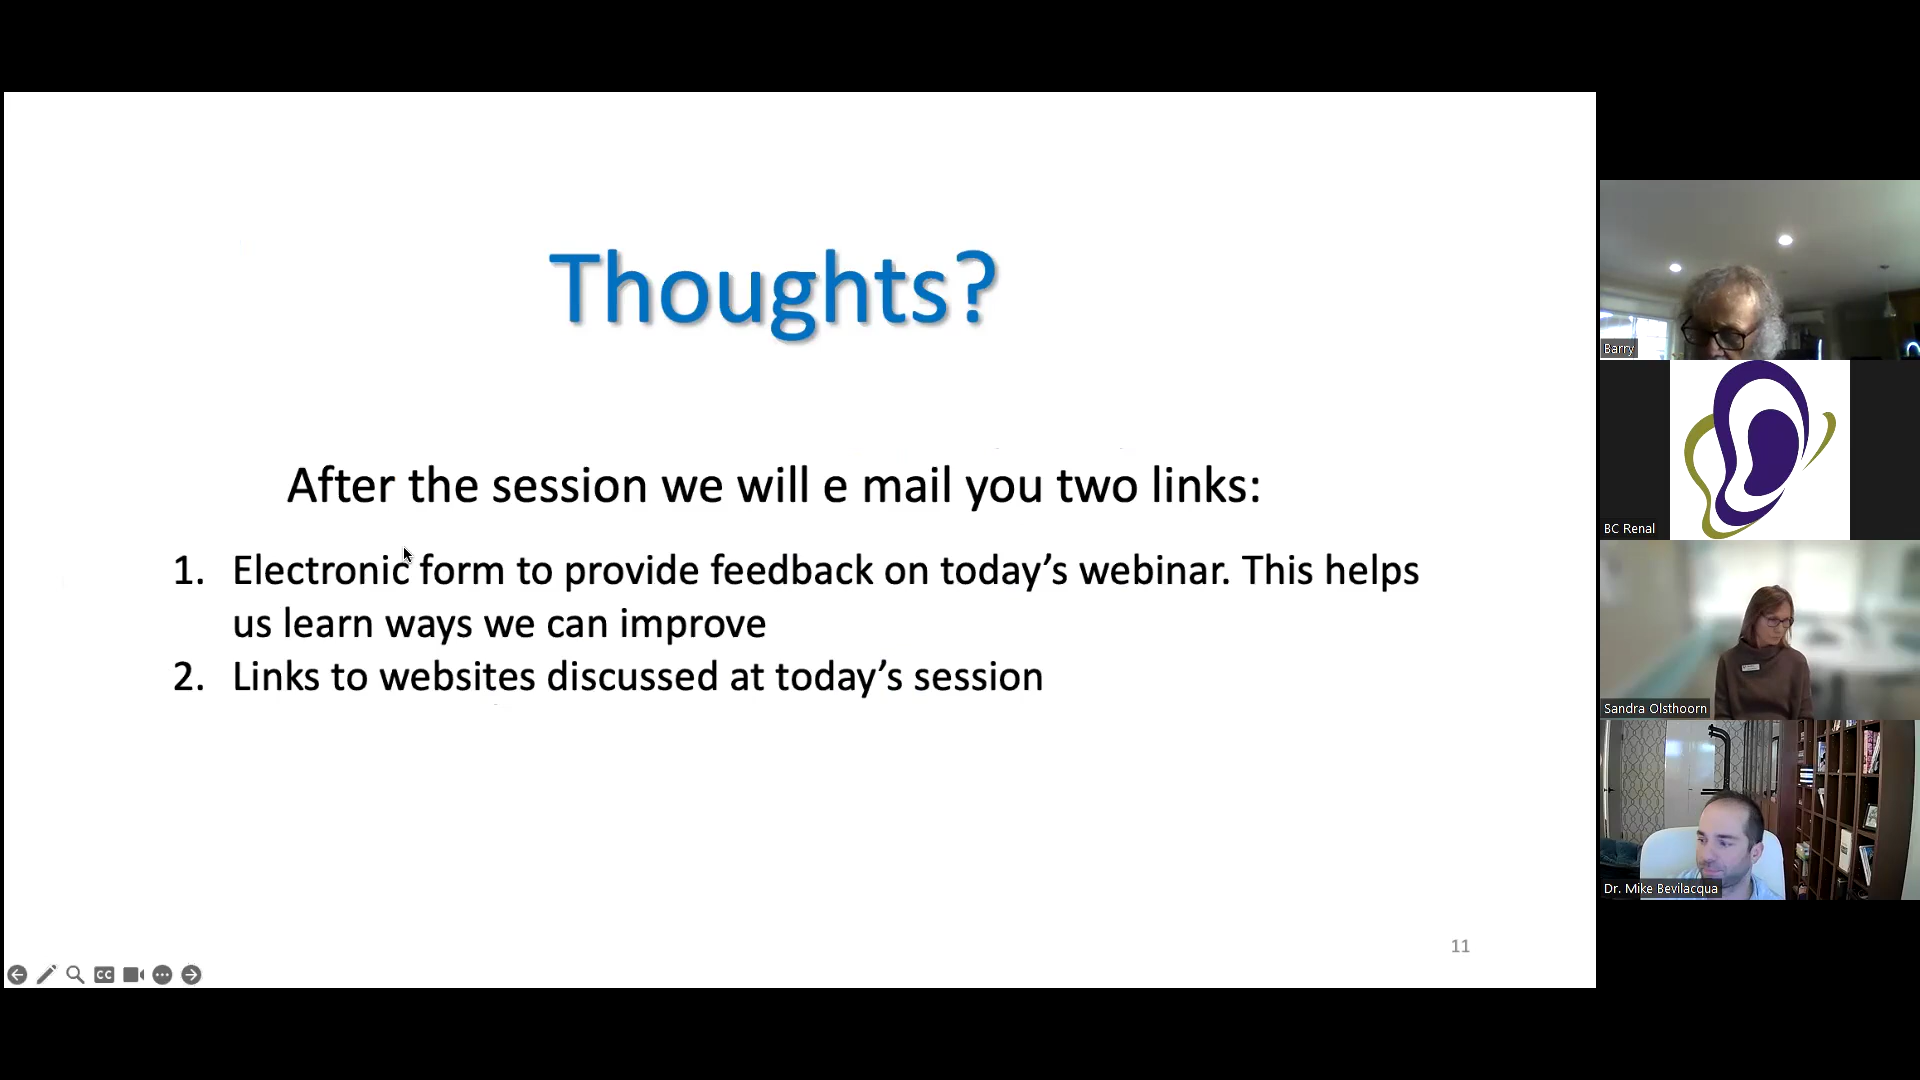 Thoughts?
After the session we will e mail you two links:
1. Electronic form to provide feedback on today’s webinar. This helps
us learn ways we can improve
2. Links to websites discussed at today’s session
11
CC
Barry
BC Renal
Sandra Olsthoorn
Dr. Mike Bevilacqua